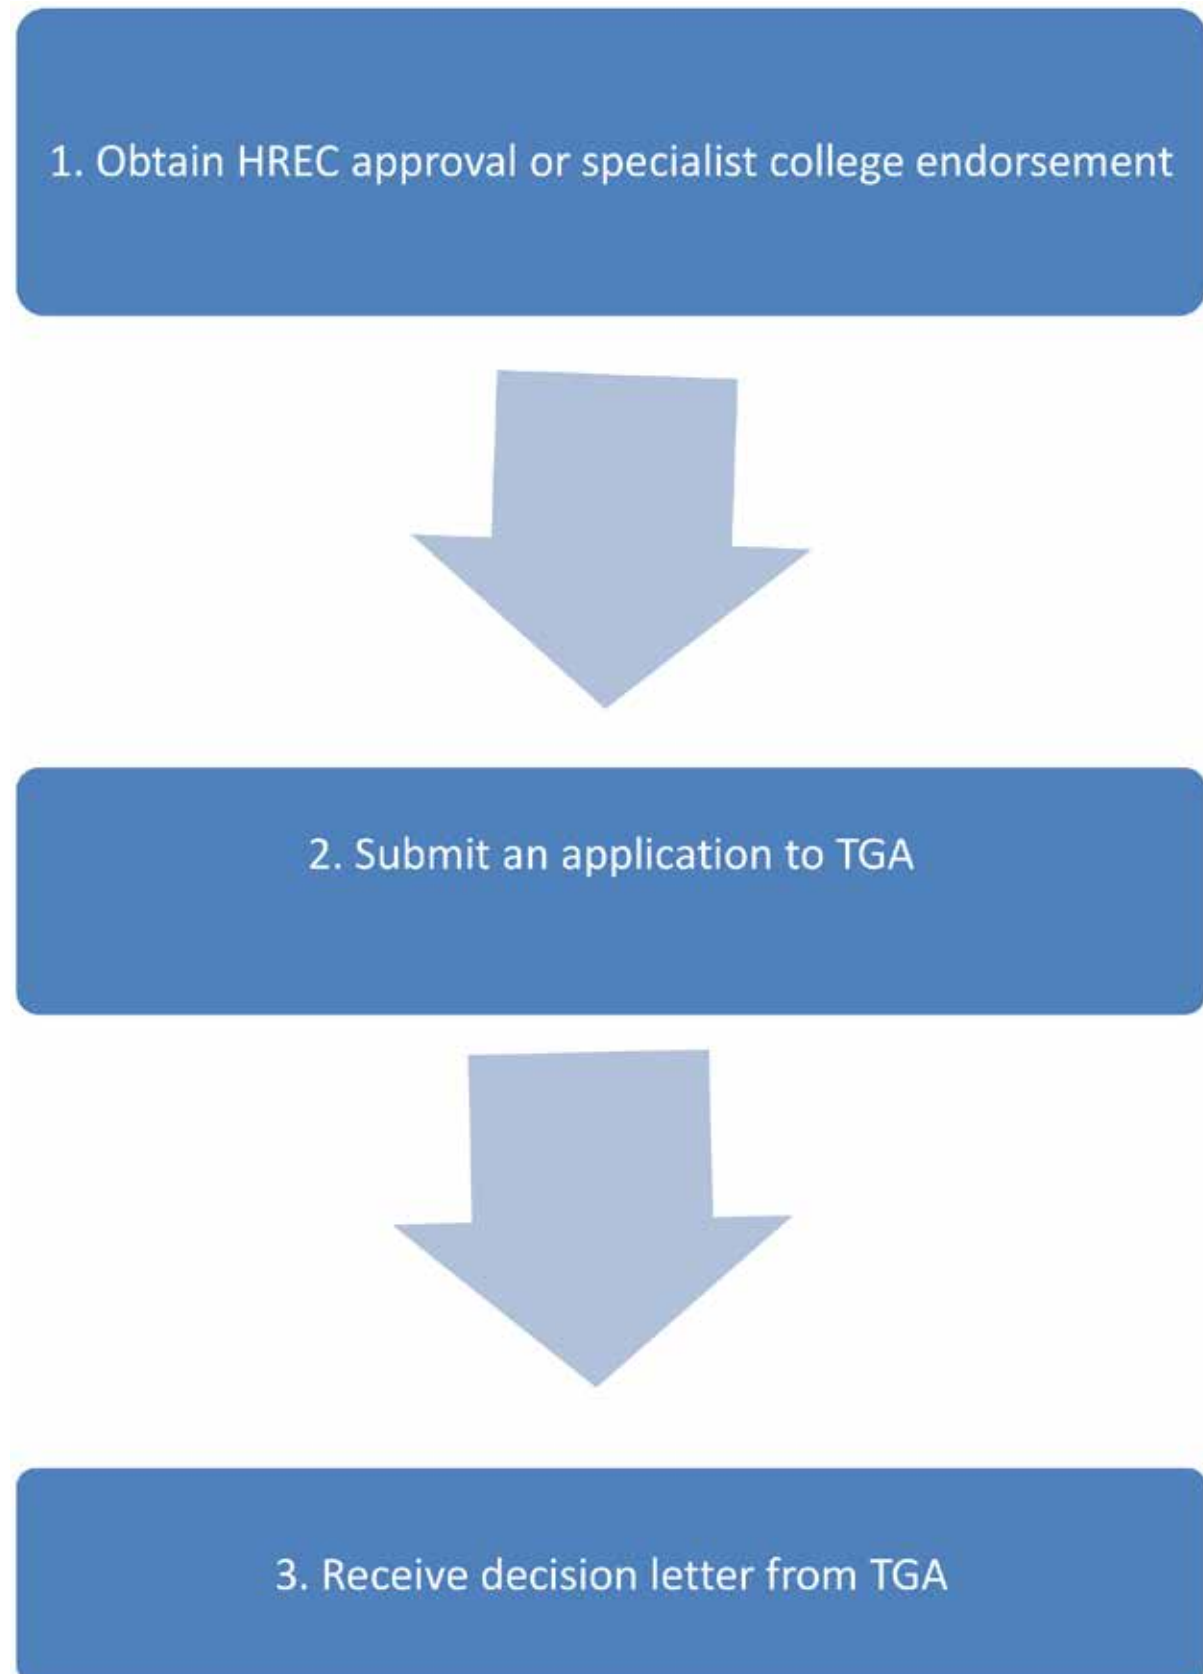 1. Obtain HREC approval or specialist college endorsement
2. Submit an application to TGA
3. Receive decision letter from TGA